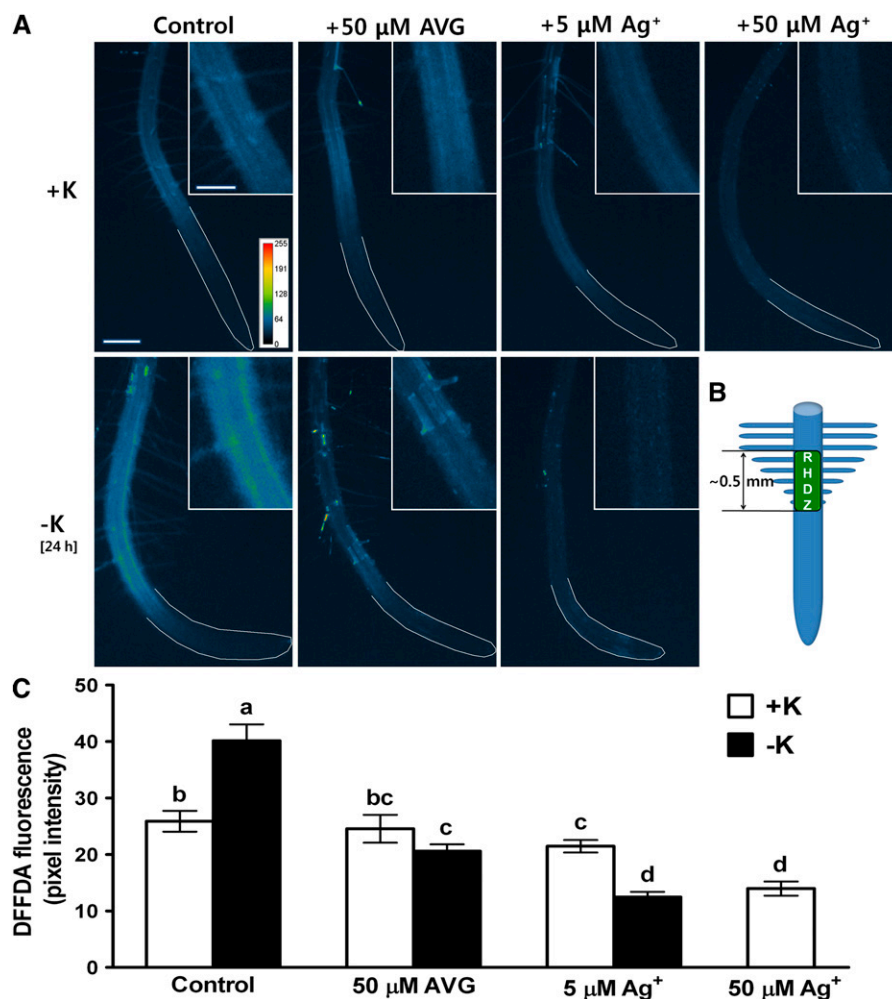 A
Control
+50 μM AVG
+5 μM Ag⁺
+50 μM Ag⁺
+K
255
191
128
64
0
-K
[24 h]
B
R
H
D
Z
~0.5 mm
C
DFFDA fluorescence
(pixel intensity)
50
40
30
20
10
0
+K
-K
b
a
bc
c
c
d
d
Control
50 μM AVG
5 μM Ag⁺
50 μM Ag⁺